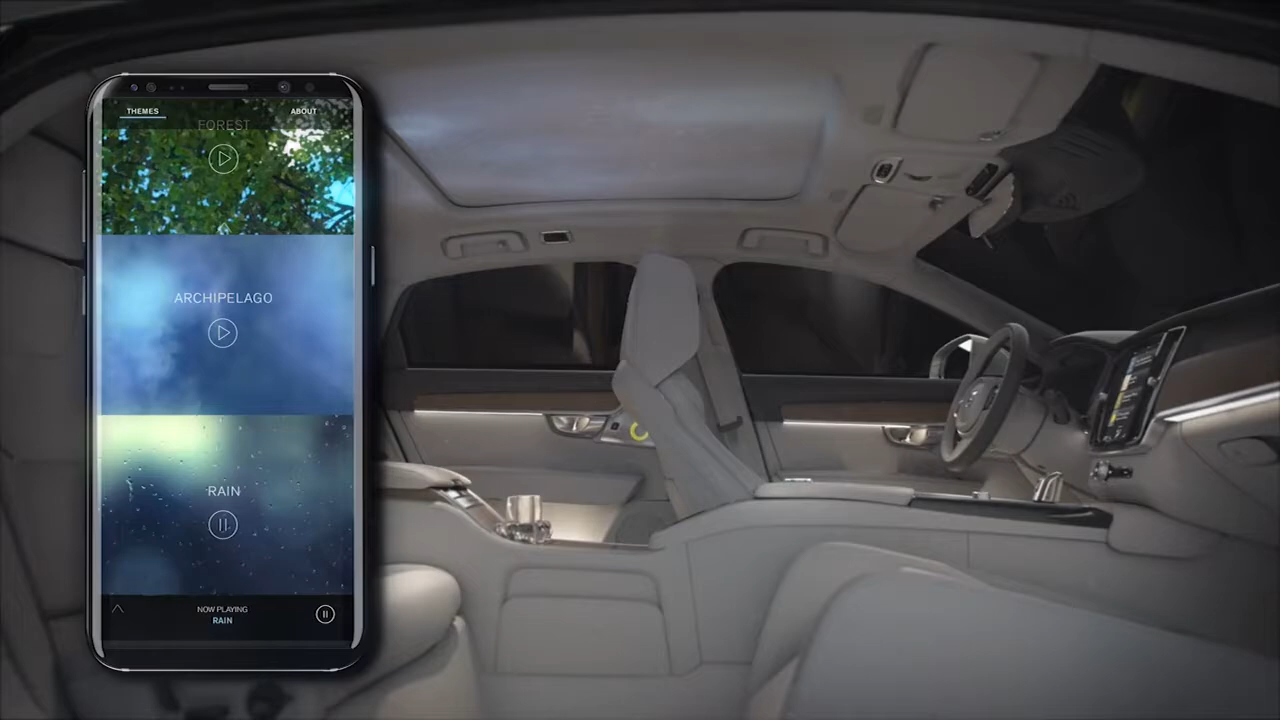 THEMES
ABOUT
FOREST
ARCHIPELAGO
RAIN
NOW PLAYING
RAIN